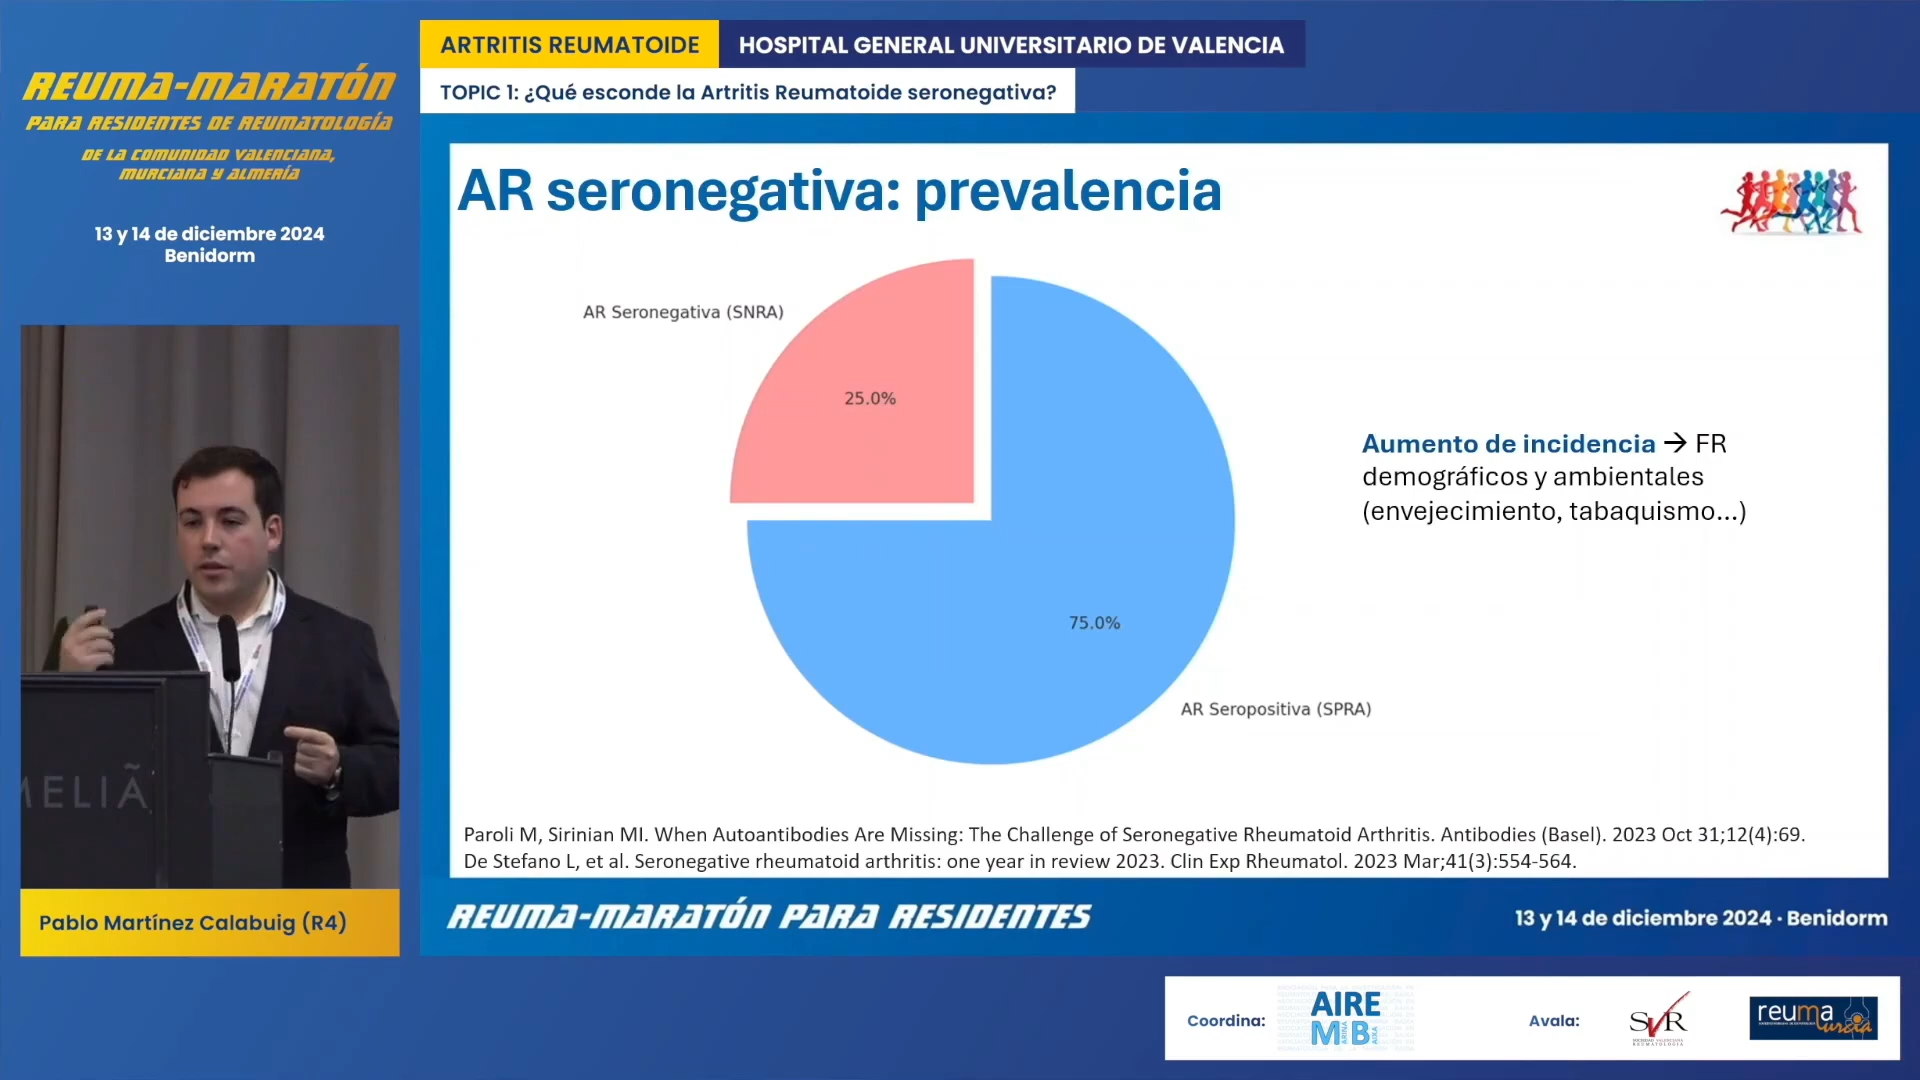 REUMA-MARATÓN
PARA RESIDENTES DE REUMATOLOGÍA
DE LA COMUNIDAD VALENCIANA,
MURCIANA Y ALMERÍA
13 y 14 de diciembre 2024
Benidorm
ARTRITIS REUMATOIDE
HOSPITAL GENERAL UNIVERSITARIO DE VALENCIA
TOPIC 1: ¿Qué esconde la Artritis Reumatoide seronegativa?
AR seronegativa: prevalencia
AR Seronegativa (SNRA)
25.0%
75.0%
AR Seropositiva (SPRA)
Aumento de incidencia → FR
demográficos y ambientales
(envejecimiento, tabaquismo...)
Paroli M, Sirinian MI. When Autoantibodies Are Missing: The Challenge of Seronegative Rheumatoid Arthritis. Antibodies (Basel). 2023 Oct 31;12(4):69.
De Stefano L, et al. Seronegative rheumatoid arthritis: one year in review 2023. Clin Exp Rheumatol. 2023 Mar;41(3):554-564.
MELIÃ
Pablo Martínez Calabuig (R4)
REUMA-MARATÓN PARA RESIDENTES
13 y 14 de diciembre 2024 · Benidorm
Coordina:
AIRE
MB
Avala:
SVR
reuma
murcia